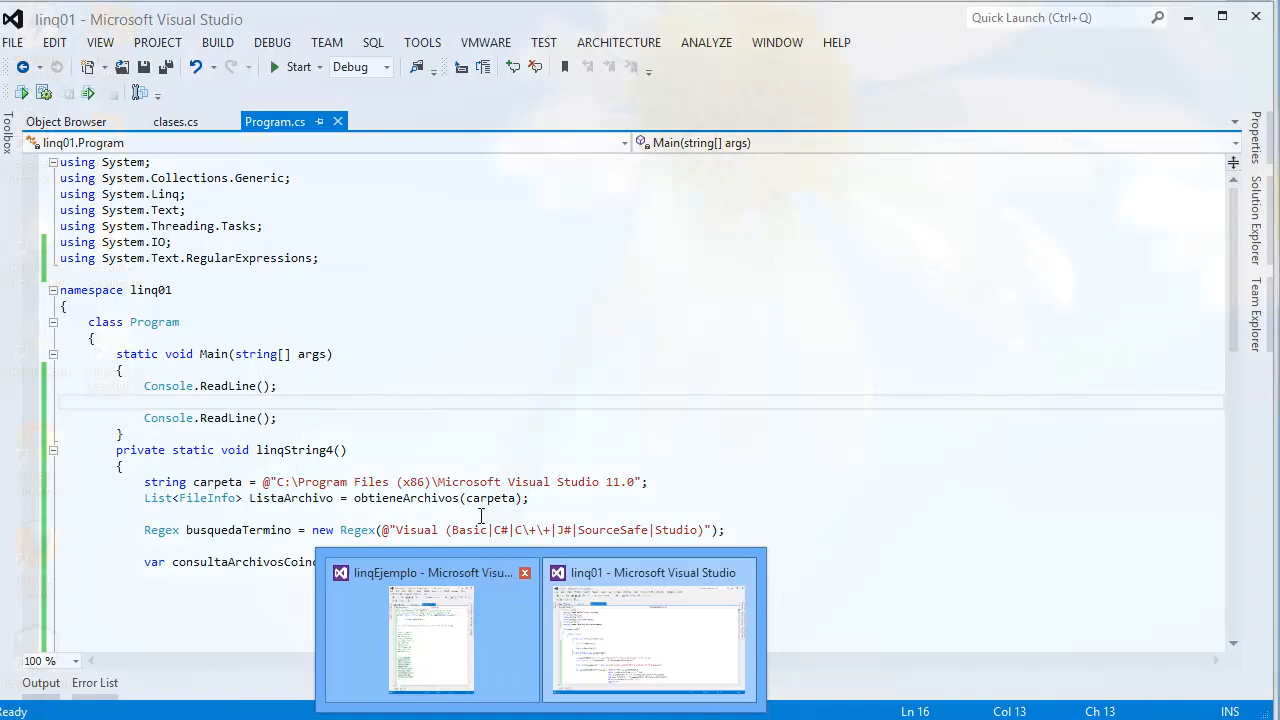 linq01 - Microsoft Visual Studio
Quick Launch (Ctrl+Q)
FILE EDIT VIEW PROJECT BUILD DEBUG TEAM SQL TOOLS VMWARE TEST ARCHITECTURE ANALYZE WINDOW HELP
Start Debug
Object Browser clases.cs Program.cs
linq01.Program Main(string[] args)
using System;
using System.Collections.Generic;
using System.Linq;
using System.Text;
using System.Threading.Tasks;
using System.IO;
using System.Text.RegularExpressions;
namespace linq01
{
class Program
{
static void Main(string[] args)
{
Console.ReadLine();
Console.ReadLine();
}
private static void linqString4()
{
string carpeta = @"C:\Program Files (x86)\Microsoft Visual Studio 11.0";
List<FileInfo> ListaArchivo = obtieneArchivos(carpeta);
Regex busquedaTermino = new Regex(@"Visual (Basic|C#|C\+\+|J#|SourceSafe|Studio)");
var consultaArchivosCoinc
linqEjemplo - Microsoft Visu...
linq01 - Microsoft Visual Studio
100 %
Outp
Ready Ln 16 Col 13 Ch 13 INS
Toolbox
Properties
Solution Explorer
Team Explorer